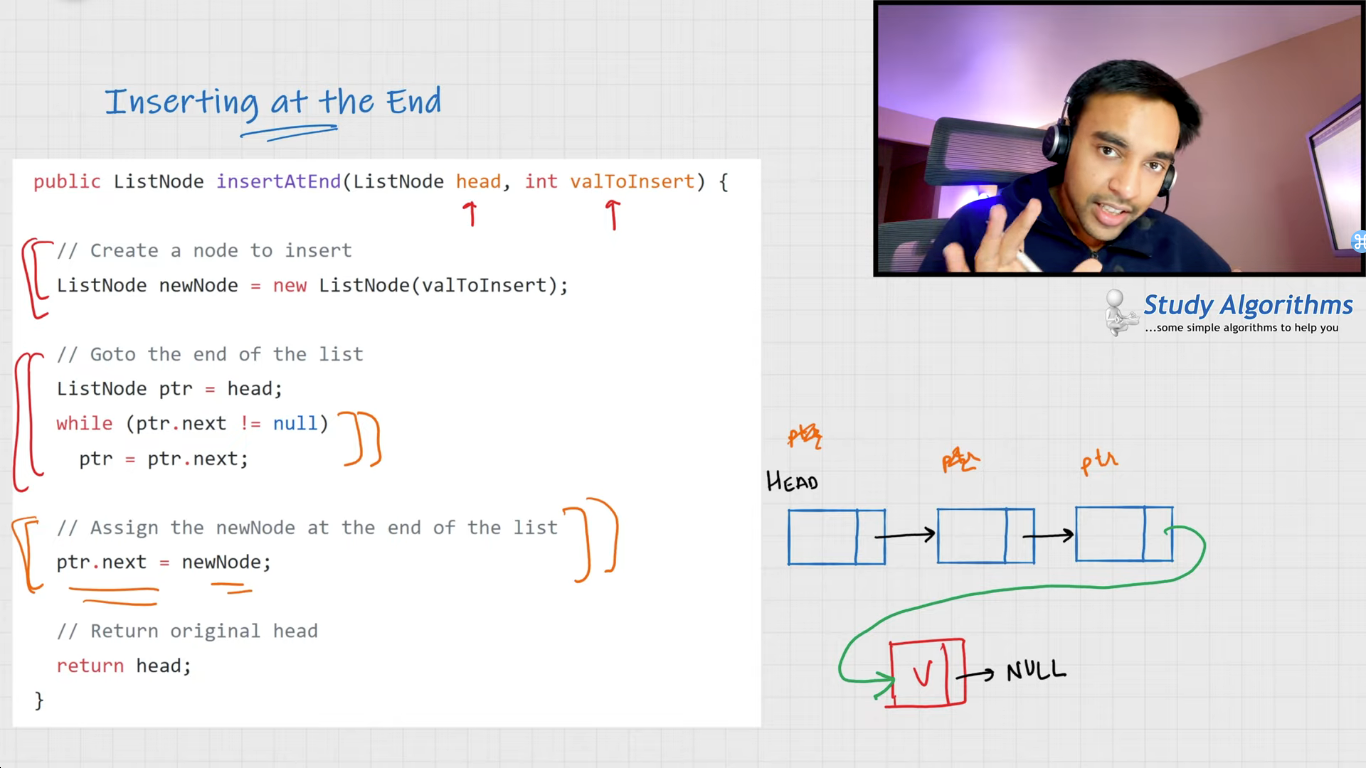 Inserting at the End
public ListNode insertAtEnd(ListNode head, int valToInsert) {
// Create a node to insert
ListNode newNode = new ListNode(valToInsert);
// Goto the end of the list
ListNode ptr = head;
while (ptr.next != null)
ptr = ptr.next;
// Assign the newNode at the end of the list
ptr.next = newNode;
// Return original head
return head;
}
Study Algorithms
...some simple algorithms to help you
ptr
ptr
ptr
HEAD
V
NULL